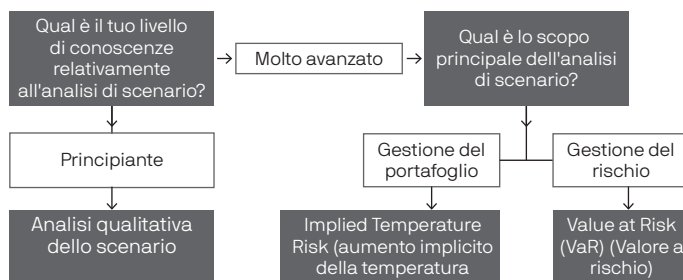 Qual è il tuo livello
di conoscenze
relativamente
all'analisi di scenario?
Molto avanzato
Qual è lo scopo
principale dell'analisi
di scenario?
Principiante
Gestione del
portafoglio
Gestione del
rischio
Analisi qualitativa
dello scenario
Implied Temperature
Risk (aumento implicito
della temperatura
Value at Risk
(VaR) (Valore a
rischio)